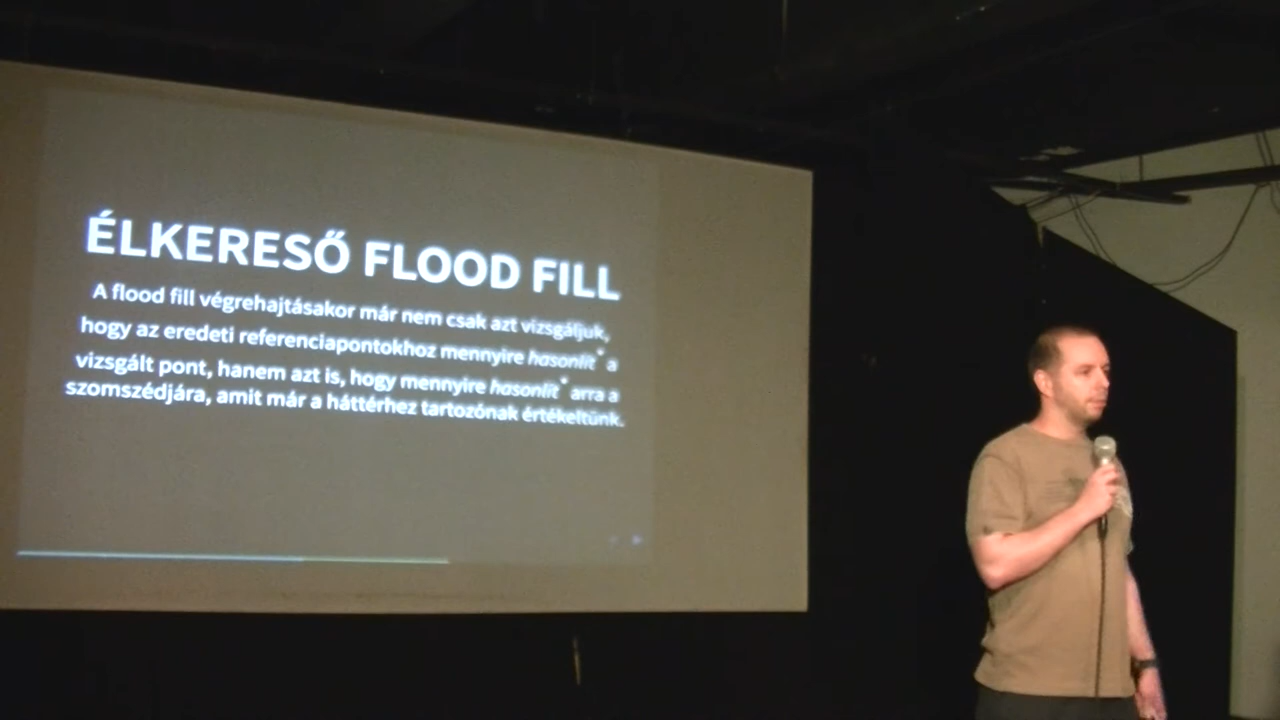 ÉLKERESŐ FLOOD FILL
A flood fill végrehajtásakor már nem csak azt vizsgáljuk,
hogy az eredeti referenciapontokhoz mennyire hasonlít* a
vizsgált pont, hanem azt is, hogy mennyire hasonlít* arra a
szomszédjára, amit már a háttérhez tartozónak értékeltünk.